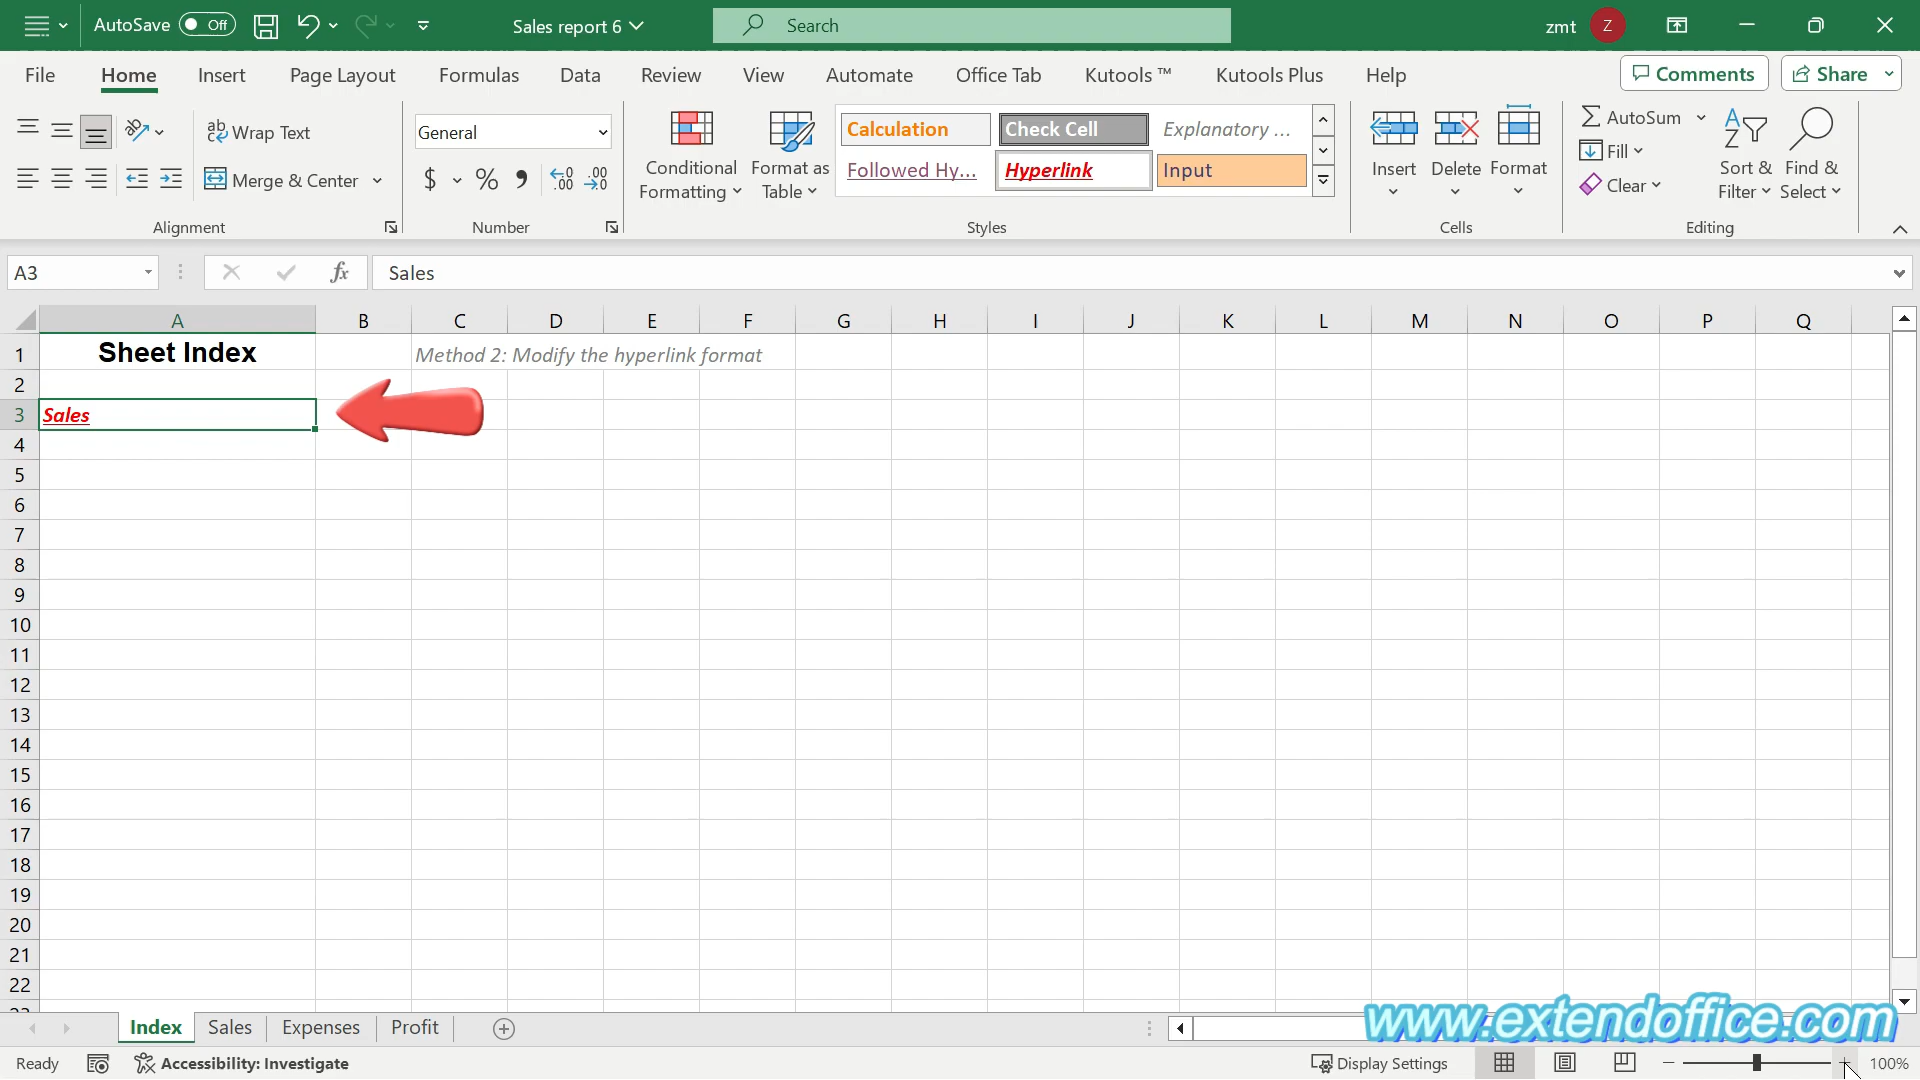 AutoSave Off Sales report 6 Search zmt Z
File Home Insert Page Layout Formulas Data Review View Automate Office Tab Kutools ™ Kutools Plus Help Comments Share
ab Wrap Text General Calculation Check Cell Explanatory ... AutoSum
Conditional Format as Insert Delete Format Fill Sort & Find &
Merge & Center $ % Formatting Table Followed Hy... Hyperlink Input Clear Filter Select
Alignment Number Styles Cells Editing
A3 fx Sales
A B C D E F G H I J K L M N O P Q
1 Sheet Index Method 2: Modify the hyperlink format
2
3 Sales
4
5
6
7
8
9
10
11
12
13
14
15
16
17
18
19
20
21
22
Index Sales Expenses Profit
www.extendoffice.com
Ready Accessibility: Investigate Display Settings 100%